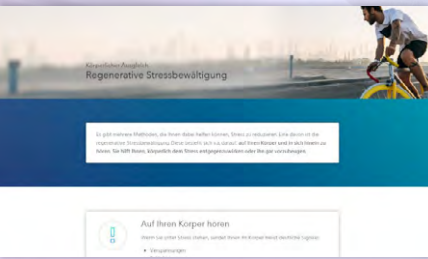 Körperlicher Ausgleich
Regenerative Stressbewältigung
Es gibt mehrere Methoden, die Ihnen dabei helfen können, Stress zu reduzieren. Eine davon ist die
regenerative Stressbewältigung. Diese bezieht sich darauf, auf Ihren Körper und in sich hinein zu
hören. Sie hilft Ihnen, körperlich dem Stress entgegenzuwirken oder ihn gar vorzubeugen.
Auf Ihren Körper hören
Wenn Sie unter Stress stehen, sendet Ihnen Ihr Körper meist deutliche Signale:
• Verspannungen